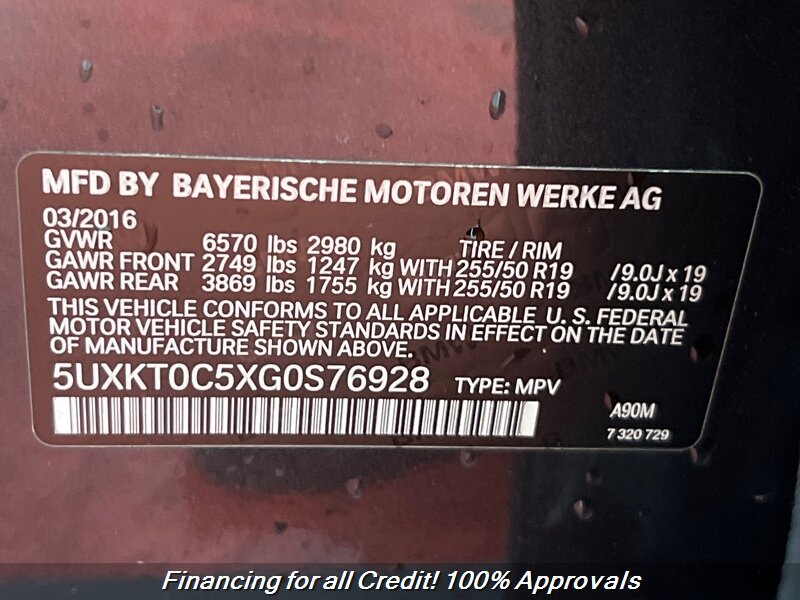 MFD BY BAYERISCHE MOTOREN WERKE AG
03/2016
GVWR 6570 lbs 2980 kg TIRE / RIM
GAWR FRONT 2749 lbs 1247 kg WITH 255/50 R19 /9.0J x 19
GAWR REAR 3869 lbs 1755 kg WITH 255/50 R19 /9.0J x 19
THIS VEHICLE CONFORMS TO ALL APPLICABLE U. S. FEDERAL
MOTOR VEHICLE SAFETY STANDARDS IN EFFECT ON THE DATE
OF MANUFACTURE SHOWN ABOVE.
5UXKT0C5XG0S76928 TYPE: MPV
A90M
7 320 729
Financing for all Credit! 100% Approvals